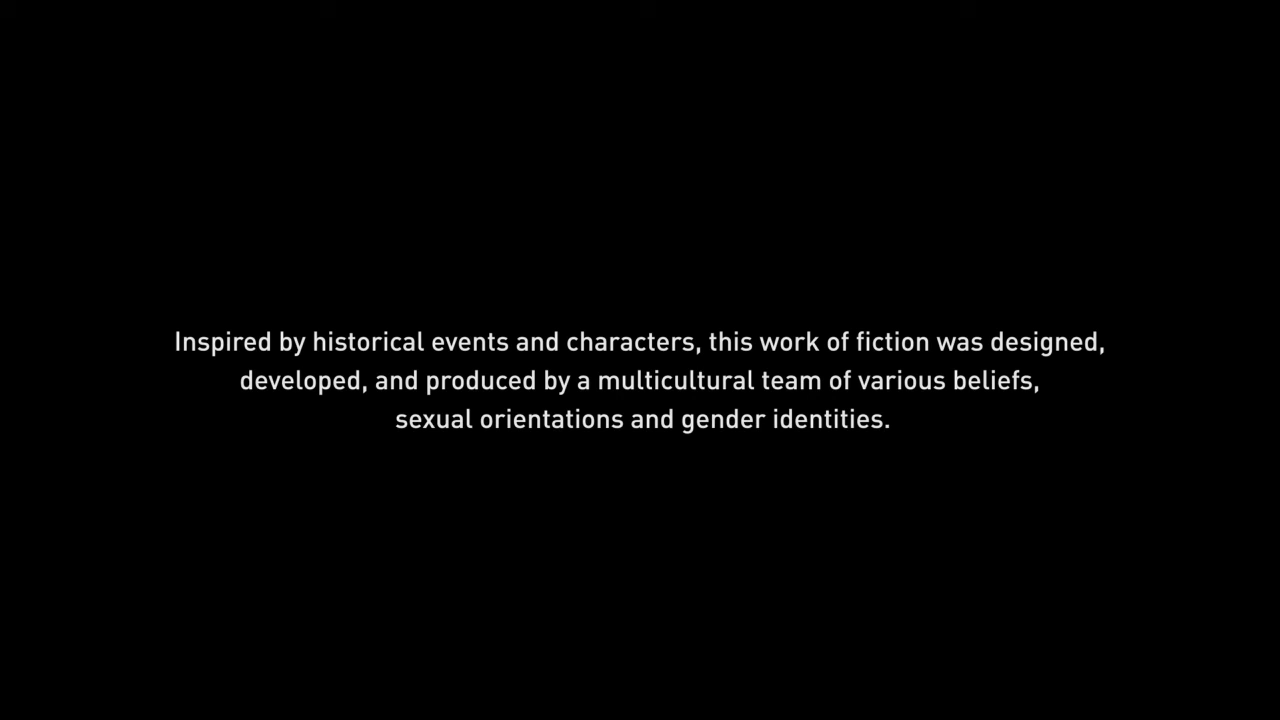 Inspired by historical events and characters, this work of fiction was designed,
developed, and produced by a multicultural team of various beliefs,
sexual orientations and gender identities.